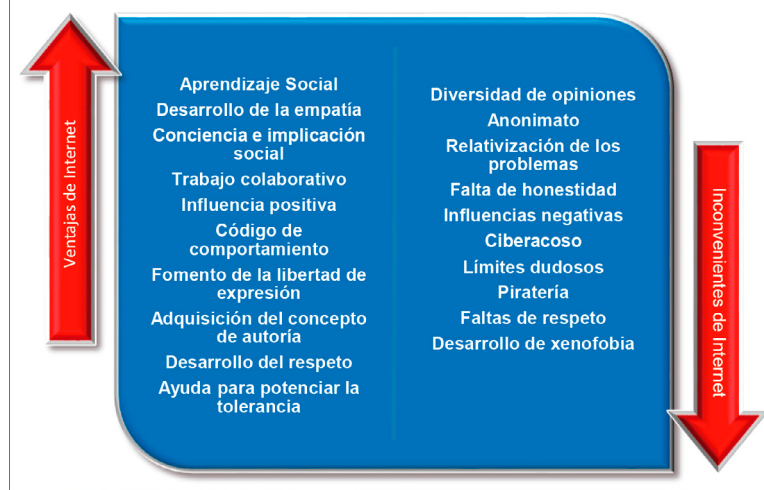 Ventajas de Internet
Aprendizaje Social
Desarrollo de la empatía
Conciencia e implicación
social
Trabajo colaborativo
Influencia positiva
Código de
comportamiento
Fomento de la libertad de
expresión
Adquisición del concepto
de autoría
Desarrollo del respeto
Ayuda para potenciar la
tolerancia
Diversidad de opiniones
Anonimato
Relativización de los
problemas
Falta de honestidad
Influencias negativas
Ciberacoso
Límites dudosos
Piratería
Faltas de respeto
Desarrollo de xenofobia
Inconvenientes de Internet